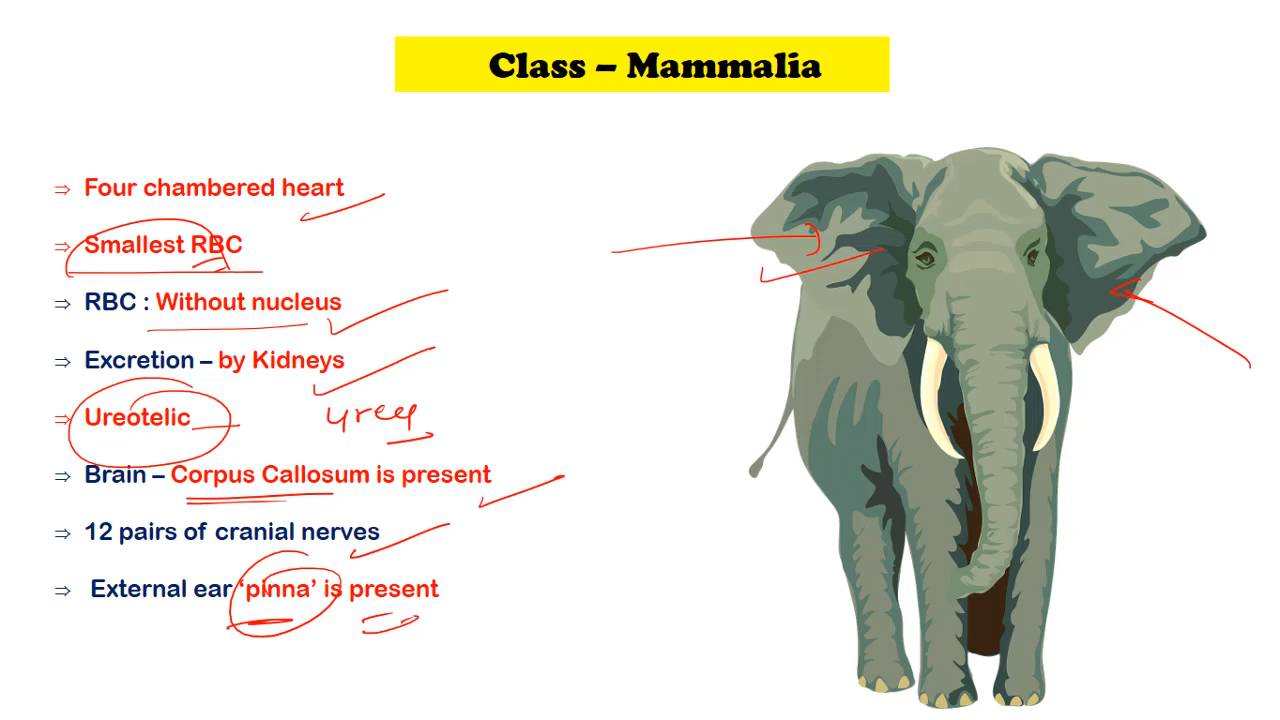 Class – Mammalia
⇒ Four chambered heart
⇒ Smallest RBC
⇒ RBC : Without nucleus
⇒ Excretion – by Kidneys
⇒ Ureotelic
⇒ Brain – Corpus Callosum is present
⇒ 12 pairs of cranial nerves
⇒ External ear ‘pinna’ is present